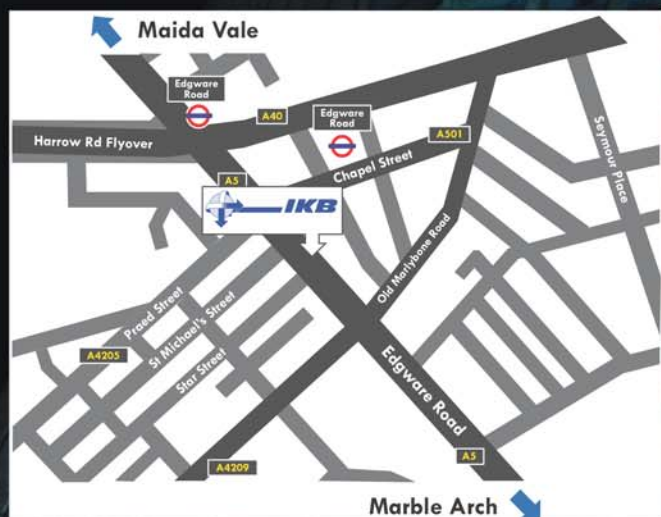 Maida Vale
Edgware
Road
A40
Edgware
Road
A501
Harrow Rd Flyover
Seymour Place
Chapel Street
A5
IKB
Old Marlybone Road
Praed Street
St Michael's Street
A4205
Star Street
Edgware Road
A5
A4209
Marble Arch